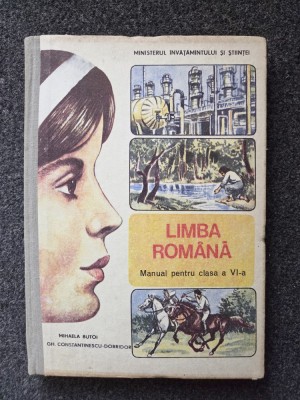 MINISTERUL ÎNVĂŢĂMÎNTULUI ŞI ŞTIINŢEI
LIMBA
ROMÂNĂ
Manual pentru clasa a VI-a
MIHAELA BUTOI
GH. CONSTANTINESCU-DOBRIDOR